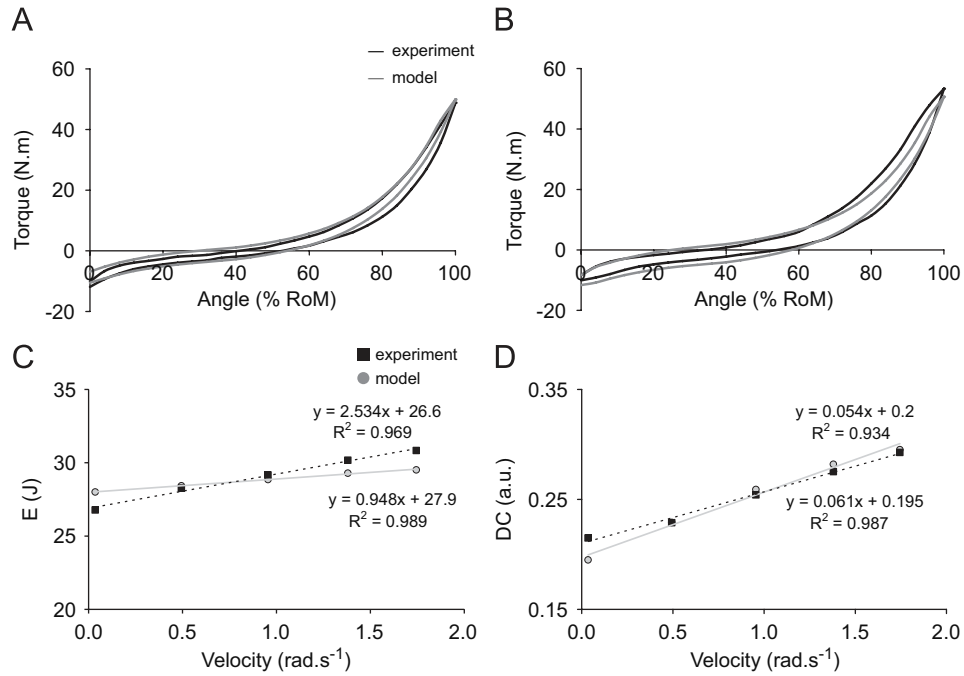 A
B
experiment
model
60
40
20
0
-20
0
20
40
60
80
100
Torque (N.m)
Angle (% RoM)
60
40
20
0
-20
0
20
40
60
80
100
Torque (N.m)
Angle (% RoM)
C
D
experiment
model
35
30
25
20
0.0
0.5
1.0
1.5
2.0
E (J)
Velocity (rad.s⁻¹)
y = 2.534x + 26.6
R² = 0.969
y = 0.948x + 27.9
R² = 0.989
0.35
0.25
0.15
0.0
0.5
1.0
1.5
2.0
DC (a.u.)
Velocity (rad.s⁻¹)
y = 0.054x + 0.2
R² = 0.934
y = 0.061x + 0.195
R² = 0.987